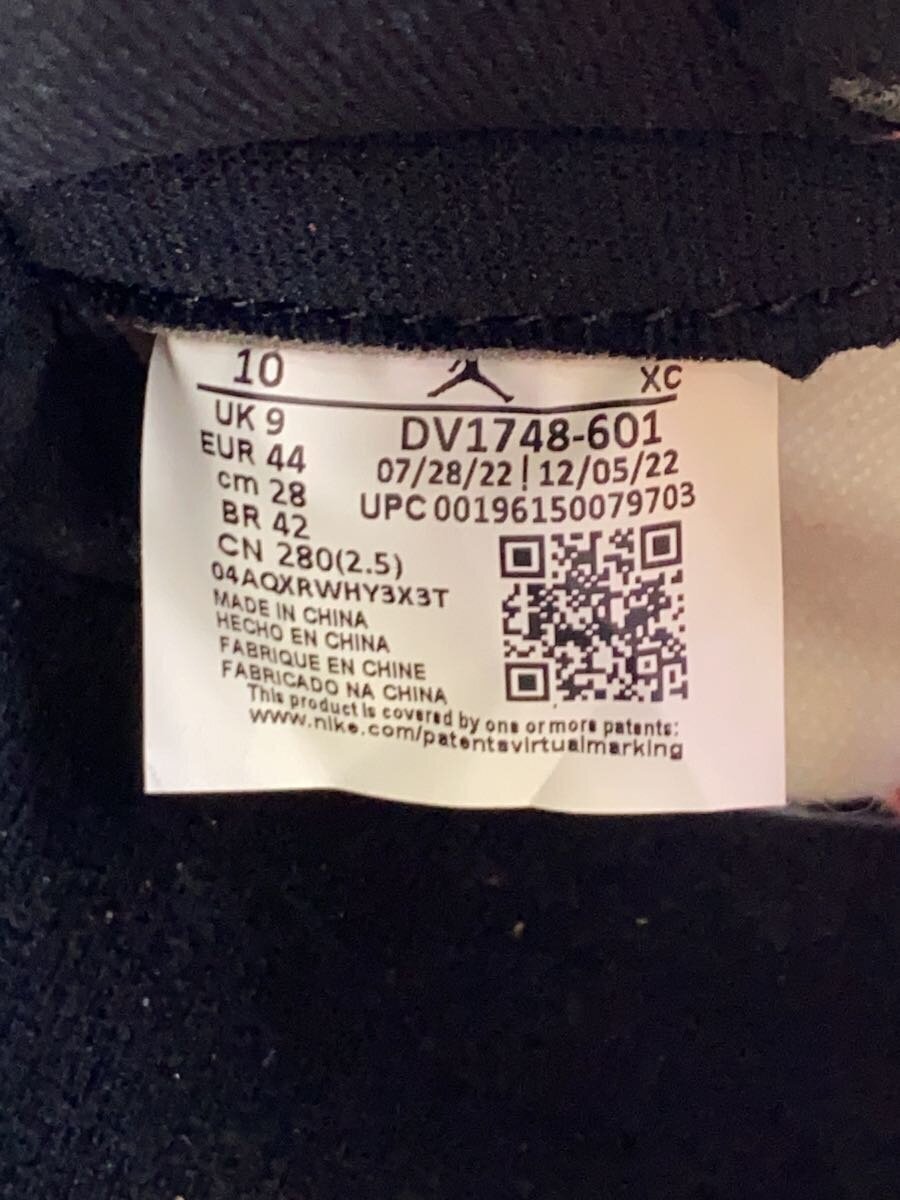 10 XC
UK 9
EUR 44
cm 28
BR 42
CN 280(2.5)
DV1748-601
07/28/22 | 12/05/22
UPC 00196150079703
04AQXRWHY3X3T
MADE IN CHINA
HECHO EN CHINA
FABRIQUE EN CHINE
FABRICADO NA CHINA
This product is covered by one or more patents:
www.nike.com/patentsvirtualmarking